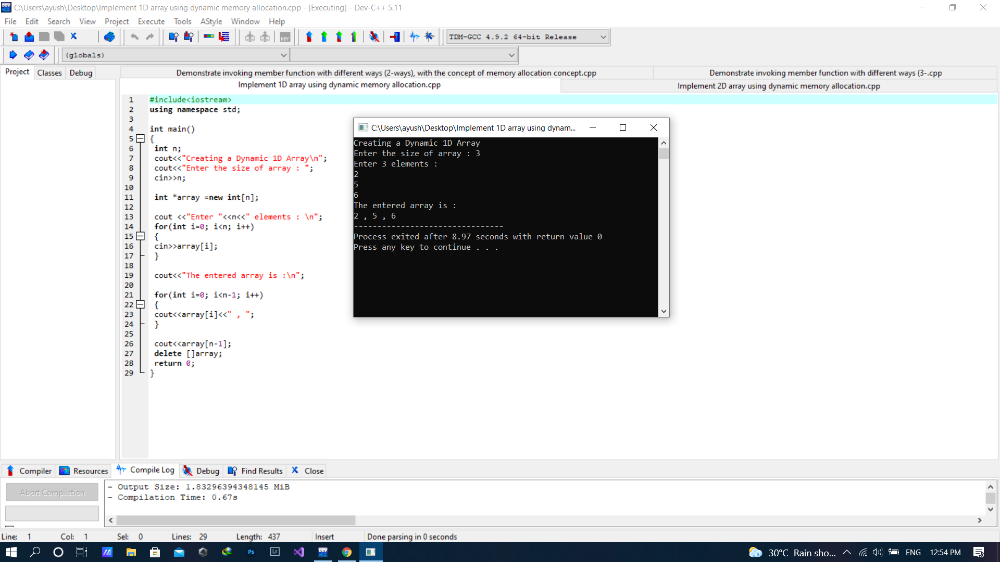 C:\Users\ayush\Desktop\Implement 1D array using dynamic memory allocation.cpp - [Executing] - Dev-C++ 5.11
File Edit Search View Project Execute Tools AStyle Window Help
TDM-GCC 4.9.2 64-bit Release
(globals)
Project Classes Debug
Demonstrate invoking member function with different ways (2-ways), with the concept of memory allocation concept.cpp
Demonstrate invoking member function with different ways (3-.cpp
Implement 1D array using dynamic memory allocation.cpp
Implement 2D array using dynamic memory allocation.cpp
1 #include<iostream>
2 using namespace std;
3
4 int main()
5 {
6 int n;
7 cout<<"Creating a Dynamic 1D Array\n";
8 cout<<"Enter the size of array : ";
9 cin>>n;
10
11 int *array =new int[n];
12
13 cout <<"Enter "<<n<<" elements : \n";
14 for(int i=0; i<n; i++)
15 {
16 cin>>array[i];
17 }
18
19 cout<<"The entered array is :\n";
20
21 for(int i=0; i<n-1; i++)
22 {
23 cout<<array[i]<<" , ";
24 }
25
26 cout<<array[n-1];
27 delete []array;
28 return 0;
29 }
C:\Users\ayush\Desktop\Implement 1D array using dynam...
Creating a Dynamic 1D Array
Enter the size of array : 3
Enter 3 elements :
2
5
6
The entered array is :
2 , 5 , 6
--------------------------------
Process exited after 8.97 seconds with return value 0
Press any key to continue . . .
Compiler Resources Compile Log Debug Find Results Close
Abort Compilation
- Output Size: 1.83296394348145 MiB
- Compilation Time: 0.67s
Line: 1 Col: 1 Sel: 0 Lines: 29 Length: 437 Insert Done parsing in 0 seconds
Ps Lr DEV 30°C Rain sho... ENG 12:54 PM